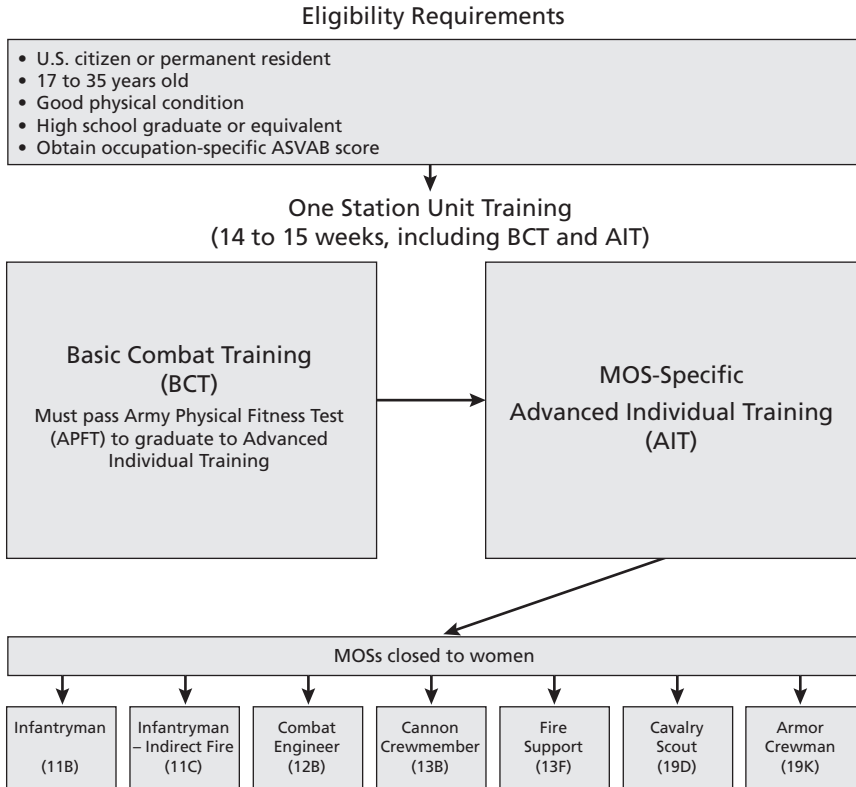 Eligibility Requirements
• U.S. citizen or permanent resident
• 17 to 35 years old
• Good physical condition
• High school graduate or equivalent
• Obtain occupation-specific ASVAB score
One Station Unit Training
(14 to 15 weeks, including BCT and AIT)
Basic Combat Training
(BCT)
Must pass Army Physical Fitness Test
(APFT) to graduate to Advanced
Individual Training
MOS-Specific
Advanced Individual Training
(AIT)
MOSs closed to women
Infantryman
(11B)
Infantryman
– Indirect Fire
(11C)
Combat
Engineer
(12B)
Cannon
Crewmember
(13B)
Fire
Support
(13F)
Cavalry
Scout
(19D)
Armor
Crewman
(19K)